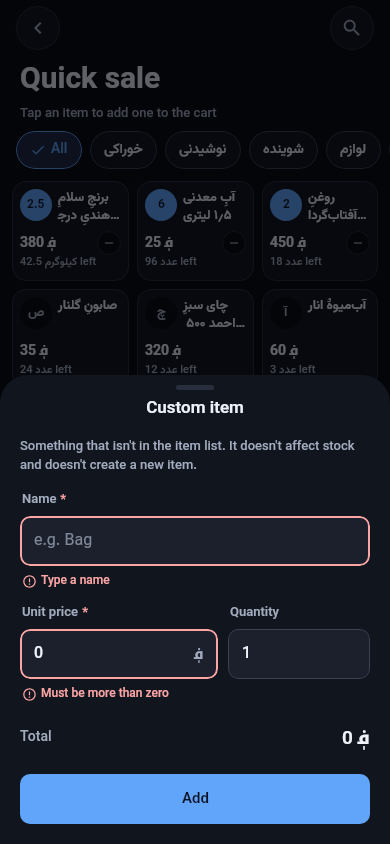 Quick sale
Tap an item to add one to the cart
All
خوراکی
نوشیدنی
شوینده
لوازم
2.5
برنج سلام
هندی درج...
380 ؋
42.5 کیلوگرم left
6
آب معدنی
۱٫۵ لیتری
25 ؋
96 عدد left
2
روغن
آفتاب‌گردا...
450 ؋
18 عدد left
ص
صابون گلنار
35 ؋
24 عدد left
چ
چای سبز
احمد ۵۰۰...
320 ؋
12 عدد left
آ
آب‌میوهٔ انار
60 ؋
3 عدد left
Custom item
Something that isn't in the item list. It doesn't affect stock
and doesn't create a new item.
Name *
e.g. Bag
Type a name
Unit price *
Quantity
0 ؋
1
Must be more than zero
Total
0 ؋
Add